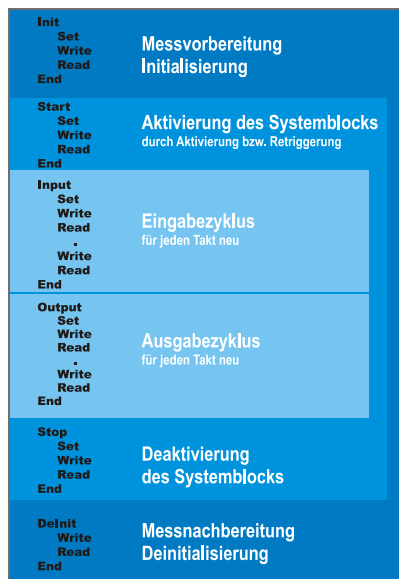 Init
Set
Write
Read
End
Messvorbereitung
Initialisierung
Start
Set
Write
Read
End
Aktivierung des Systemblocks
durch Aktivierung bzw. Retriggerung
Input
Set
Write
Read
.
Write
Read
End
Eingabezyklus
für jeden Takt neu
Output
Set
Write
Read
.
Write
Read
End
Ausgabezyklus
für jeden Takt neu
Stop
Set
Write
Read
End
Deaktivierung
des Systemblocks
DeInit
Write
Read
End
Messnachbereitung
Deinitialisierung